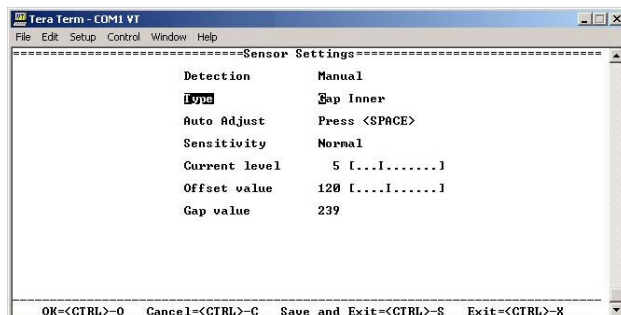 Tera Term - COM1 VT
File Edit Setup Control Window Help
==============================Sensor Settings================================
Detection Manual
Type Gap Inner
Auto Adjust Press <SPACE>
Sensitivity Normal
Current level 5 [...I.......]
Offset value 120 [....I......]
Gap value 239
OK=<CTRL>-O Cancel=<CTRL>-C Save and Exit=<CTRL>-S Exit=<CTRL>-X